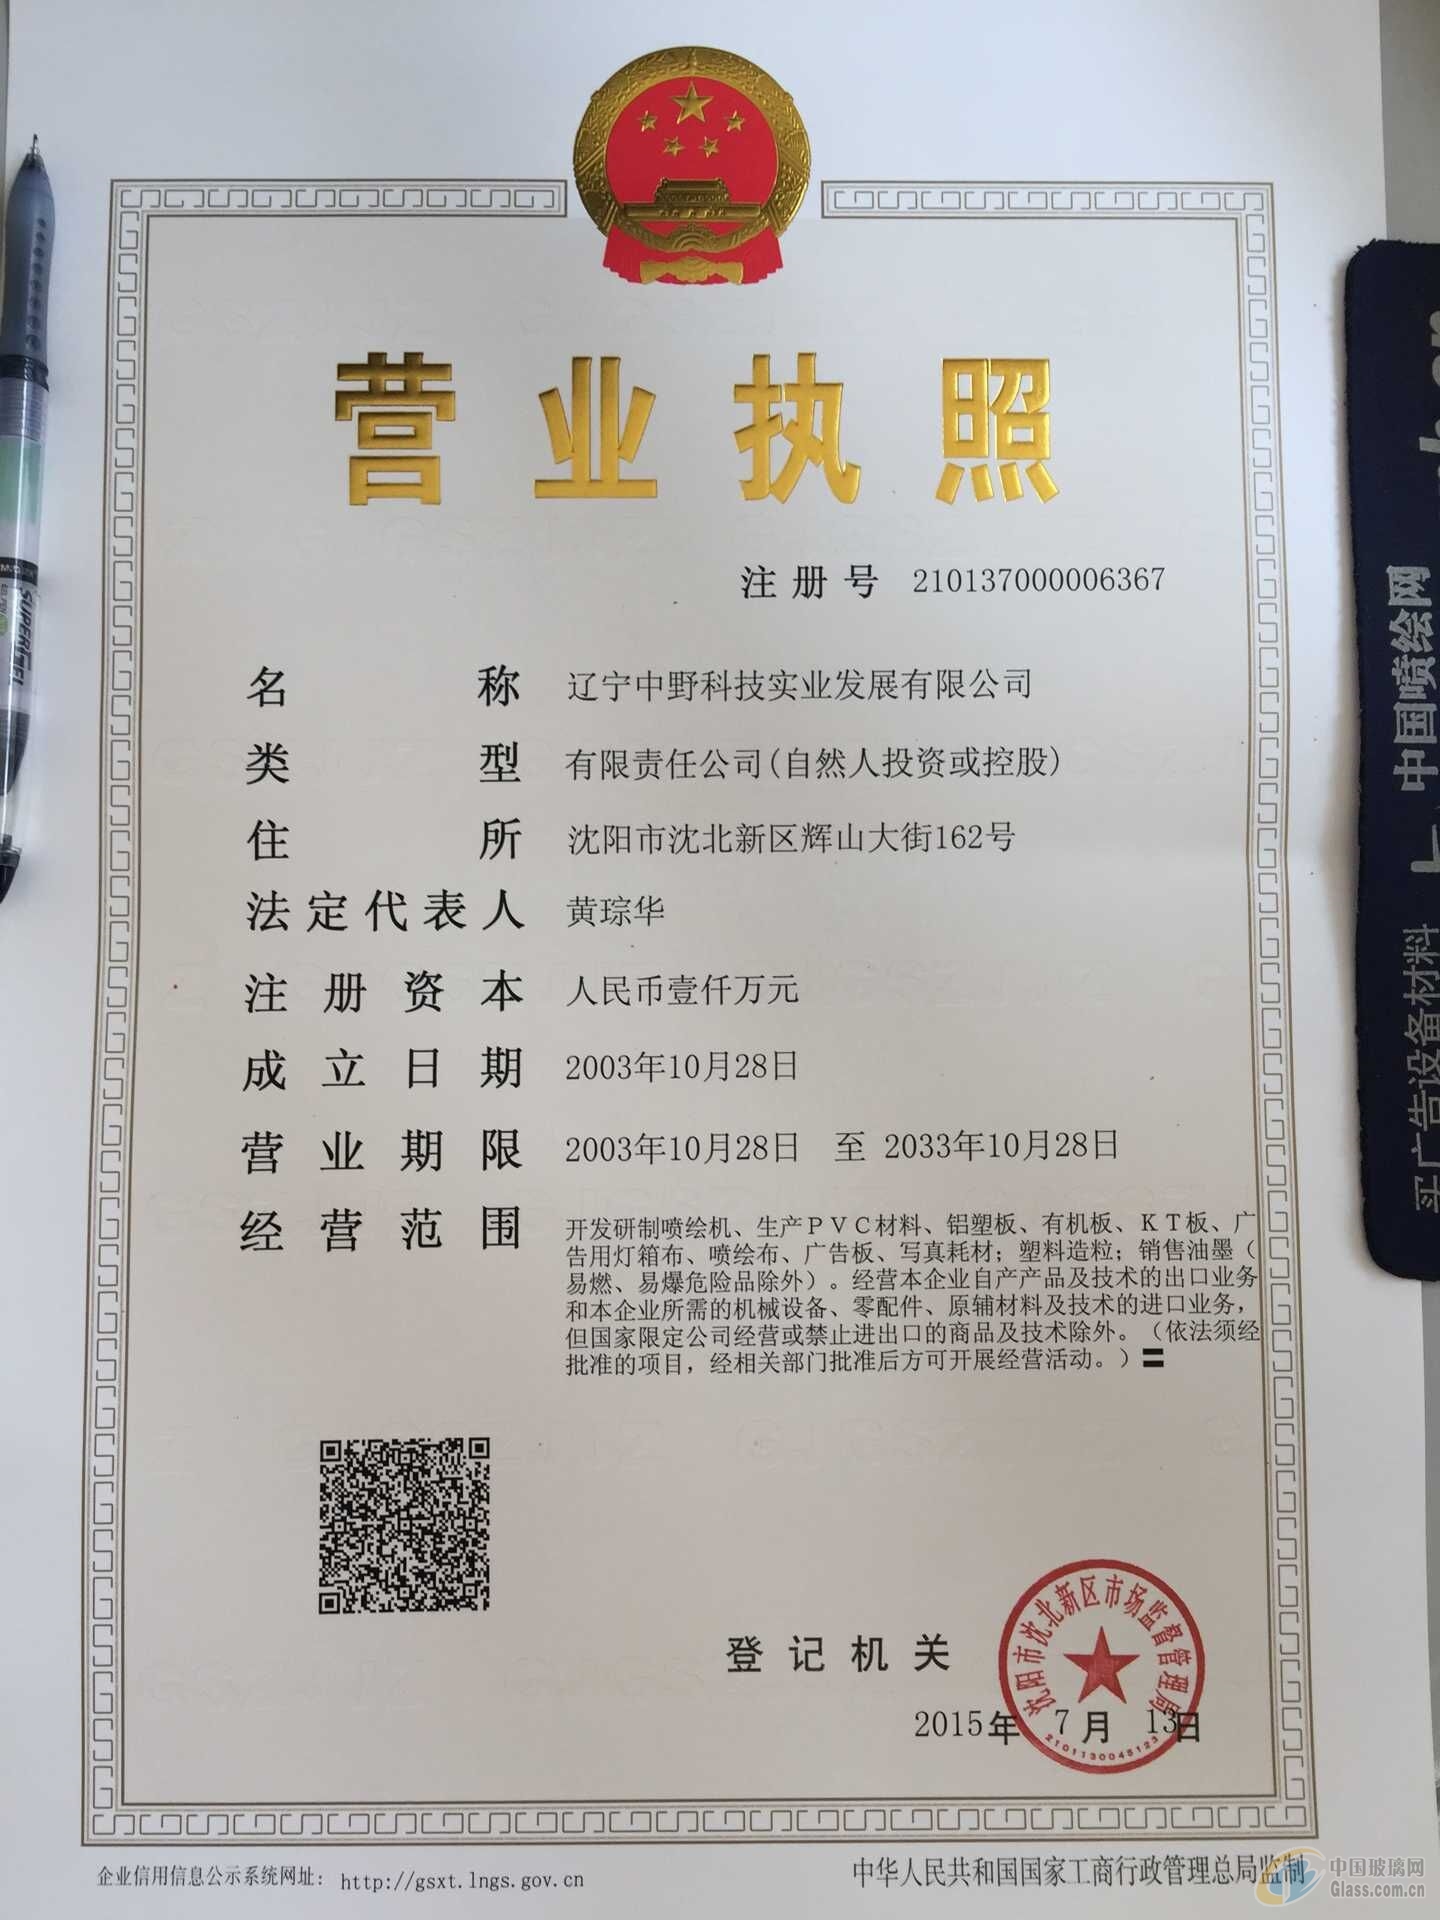 营业执照
注册号 210137000006367
名称 辽宁中野科技实业发展有限公司
类型 有限责任公司(自然人投资或控股)
住所 沈阳市沈北新区辉山大街162号
法定代表人 黄琮华
注册资本 人民币壹仟万元
成立日期 2003年10月28日
营业期限 2003年10月28日 至 2033年10月28日
经营范围 开发研制喷绘机、生产PVC材料、铝塑板、有机板、KT板、广
告用灯箱布、喷绘布、广告板、写真耗材；塑料造粒；销售油墨（
易燃、易爆危险品除外）。经营本企业自产产品及技术的出口业务
和本企业所需的机械设备、零配件、原辅材料及技术的进口业务，
但国家限定公司经营或禁止进出口的商品及技术除外。（依法须经
批准的项目，经相关部门批准后方可开展经营活动。）
登记机关
沈阳市沈北新区市场监督管理局
2015年7月13日
2101130045123
企业信用信息公示系统网址： http://gsxt.lngs.gov.cn
中华人民共和国国家工商行政管理总局监制
中国喷绘网
买广告设备材料 上
SUPER GEL
中国玻璃网
Glass.com.cn